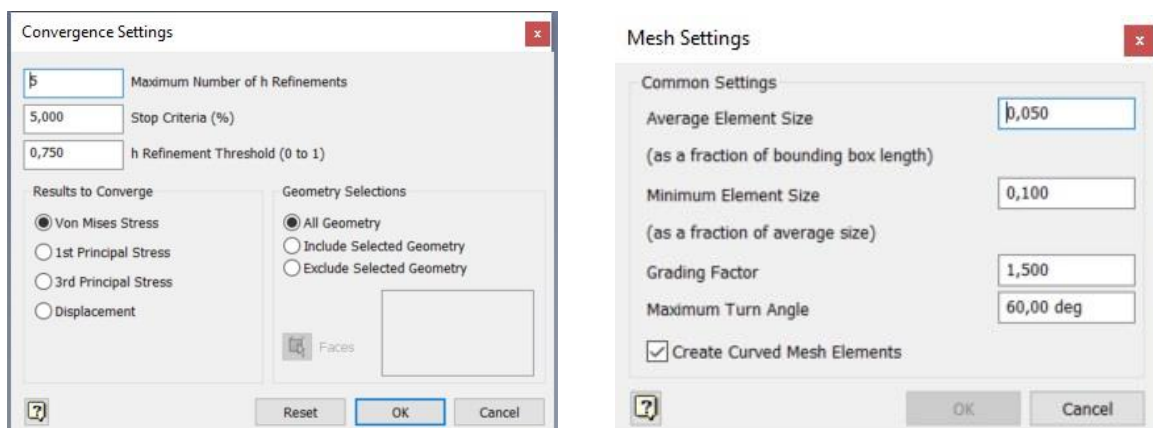 Convergence Settings
x
5
Maximum Number of h Refinements
5,000
Stop Criteria (%)
0,750
h Refinement Threshold (0 to 1)
Results to Converge
Von Mises Stress
1st Principal Stress
3rd Principal Stress
Displacement
Geometry Selections
All Geometry
Include Selected Geometry
Exclude Selected Geometry
Faces
?
Reset
OK
Cancel
Mesh Settings
x
Common Settings
Average Element Size
0,050
(as a fraction of bounding box length)
Minimum Element Size
0,100
(as a fraction of average size)
Grading Factor
1,500
Maximum Turn Angle
60,00 deg
Create Curved Mesh Elements
?
OK
Cancel